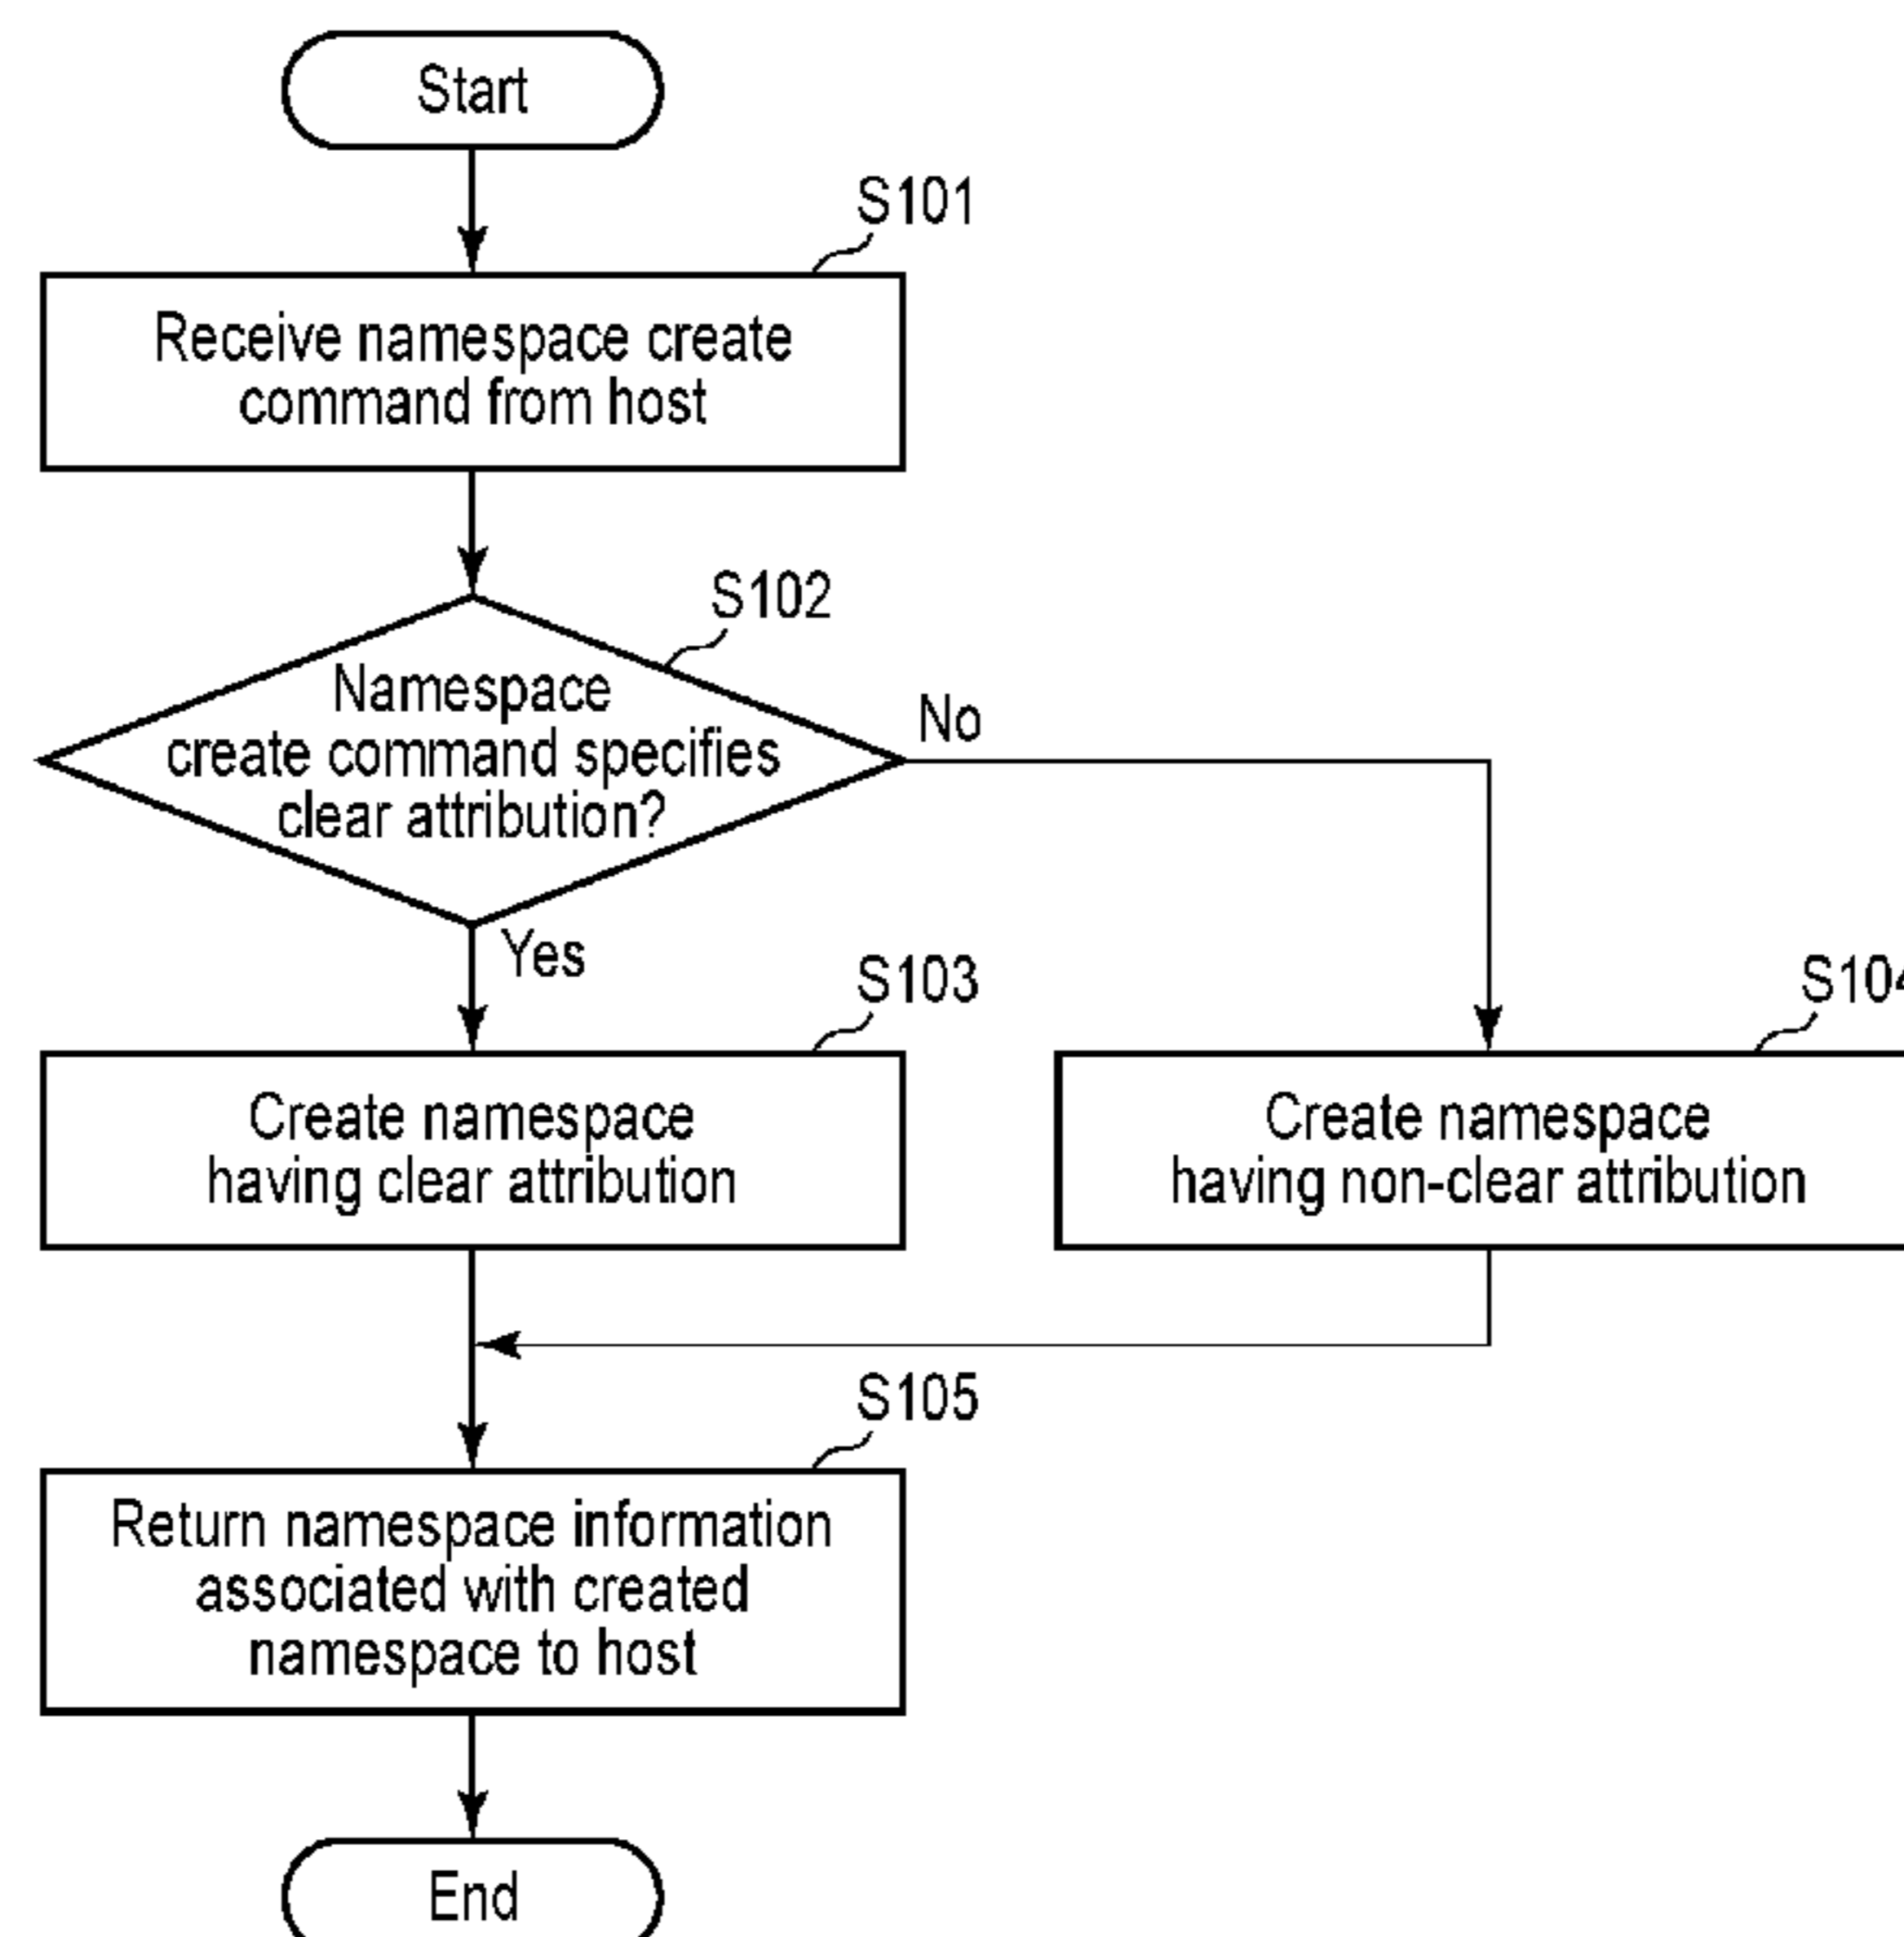 Start
S101
Receive namespace create
command from host
S102
Namespace
create command specifies
clear attribution?
No
Yes
S103
S104
Create namespace
having clear attribution
Create namespace
having non-clear attribution
S105
Return namespace information
associated with created
namespace to host
End